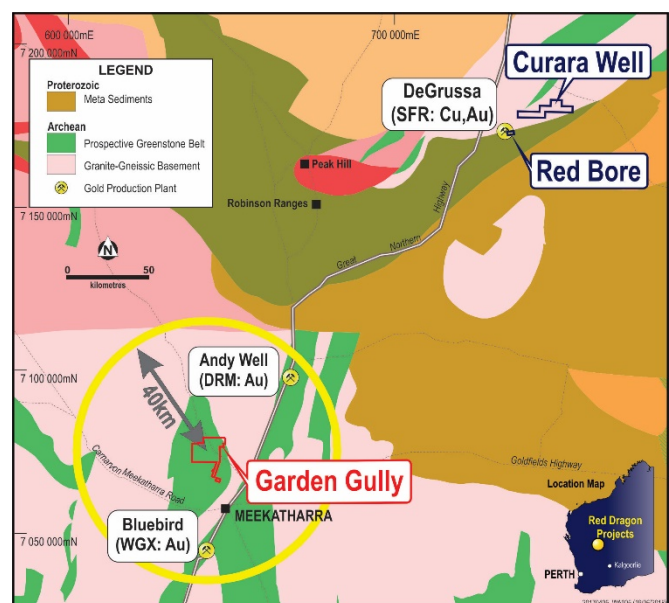 600 000mE
700 000mE
7 200 000mN
LEGEND
Proterozoic
Meta Sediments
Archean
Prospective Greenstone Belt
Granite-Gneissic Basement
Gold Production Plant
DeGrussa
(SFR: Cu,Au)
Curara Well
Red Bore
Peak Hill
Robinson Ranges
7 150 000mN
Great Northern Highway
N
0 50
kilometres
7 100 000mN
Andy Well
(DRM: Au)
40km
Garden Gully
Carnarvon Meekatharra Road
Goldfields Highway
MEEKATHARRA
Bluebird
(WGX: Au)
7 050 000mN
Location Map
Red Dragon
Projects
Kalgoorlie
PERTH